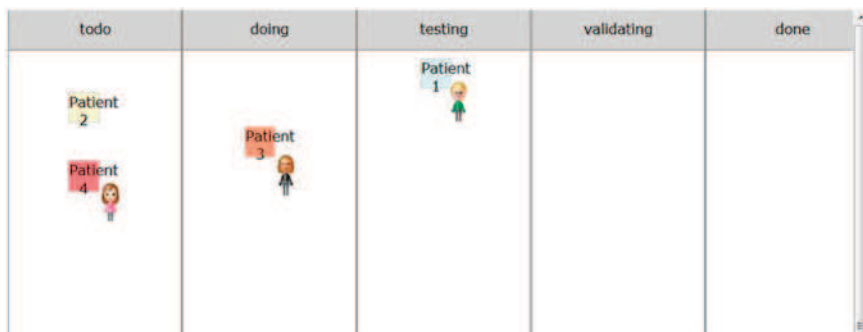 todo doing testing validating done
Patient
1
Patient
2
Patient
3
Patient
4